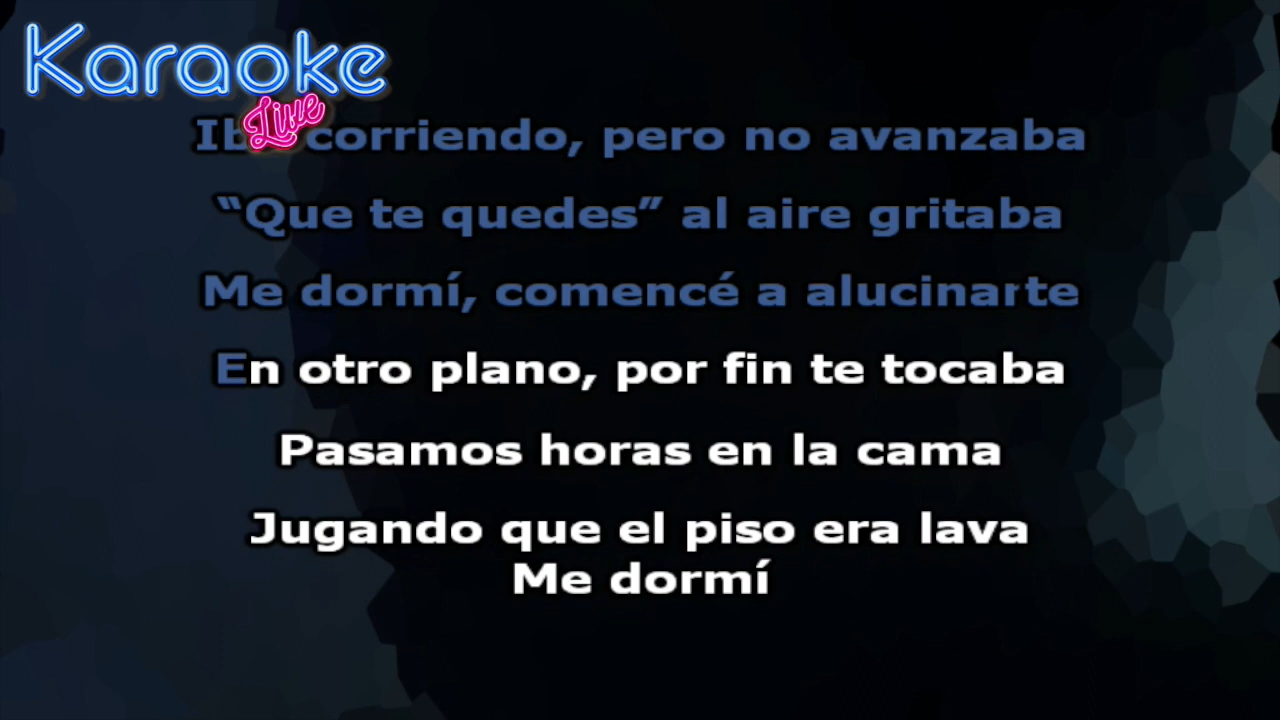 Karaoke
Live
corriendo, pero no avanzaba
“Que te quedes” al aire gritaba
Me dormí, comencé a alucinarte
En otro plano, por fin te tocaba
Pasamos horas en la cama
Jugando que el piso era lava
Me dormí